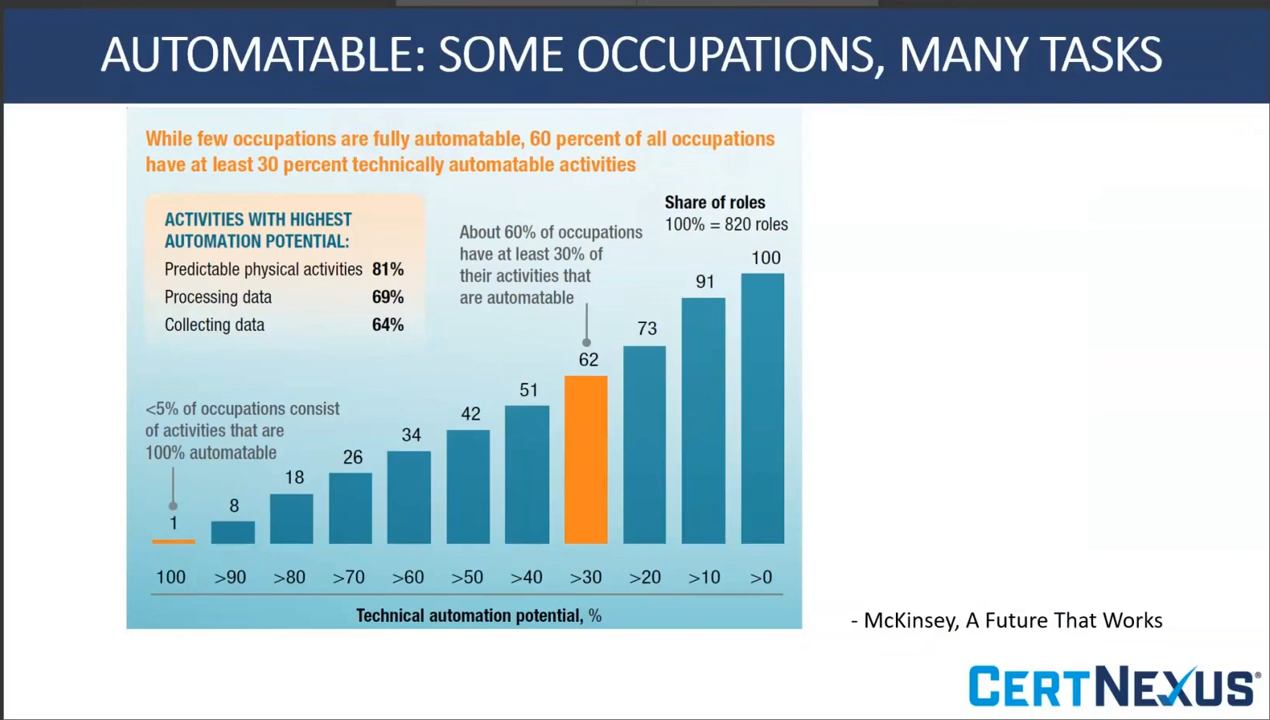 AUTOMATABLE: SOME OCCUPATIONS, MANY TASKS
While few occupations are fully automatable, 60 percent of all occupations
have at least 30 percent technically automatable activities
ACTIVITIES WITH HIGHEST
AUTOMATION POTENTIAL:
Predictable physical activities 81%
Processing data 69%
Collecting data 64%
About 60% of occupations
have at least 30% of
their activities that
are automatable
Share of roles
100% = 820 roles
<5% of occupations consist
of activities that are
100% automatable
1 8 18 26 34 42 51 62 73 91 100
100 >90 >80 >70 >60 >50 >40 >30 >20 >10 >0
Technical automation potential, %
- McKinsey, A Future That Works
CERTNEXUS®